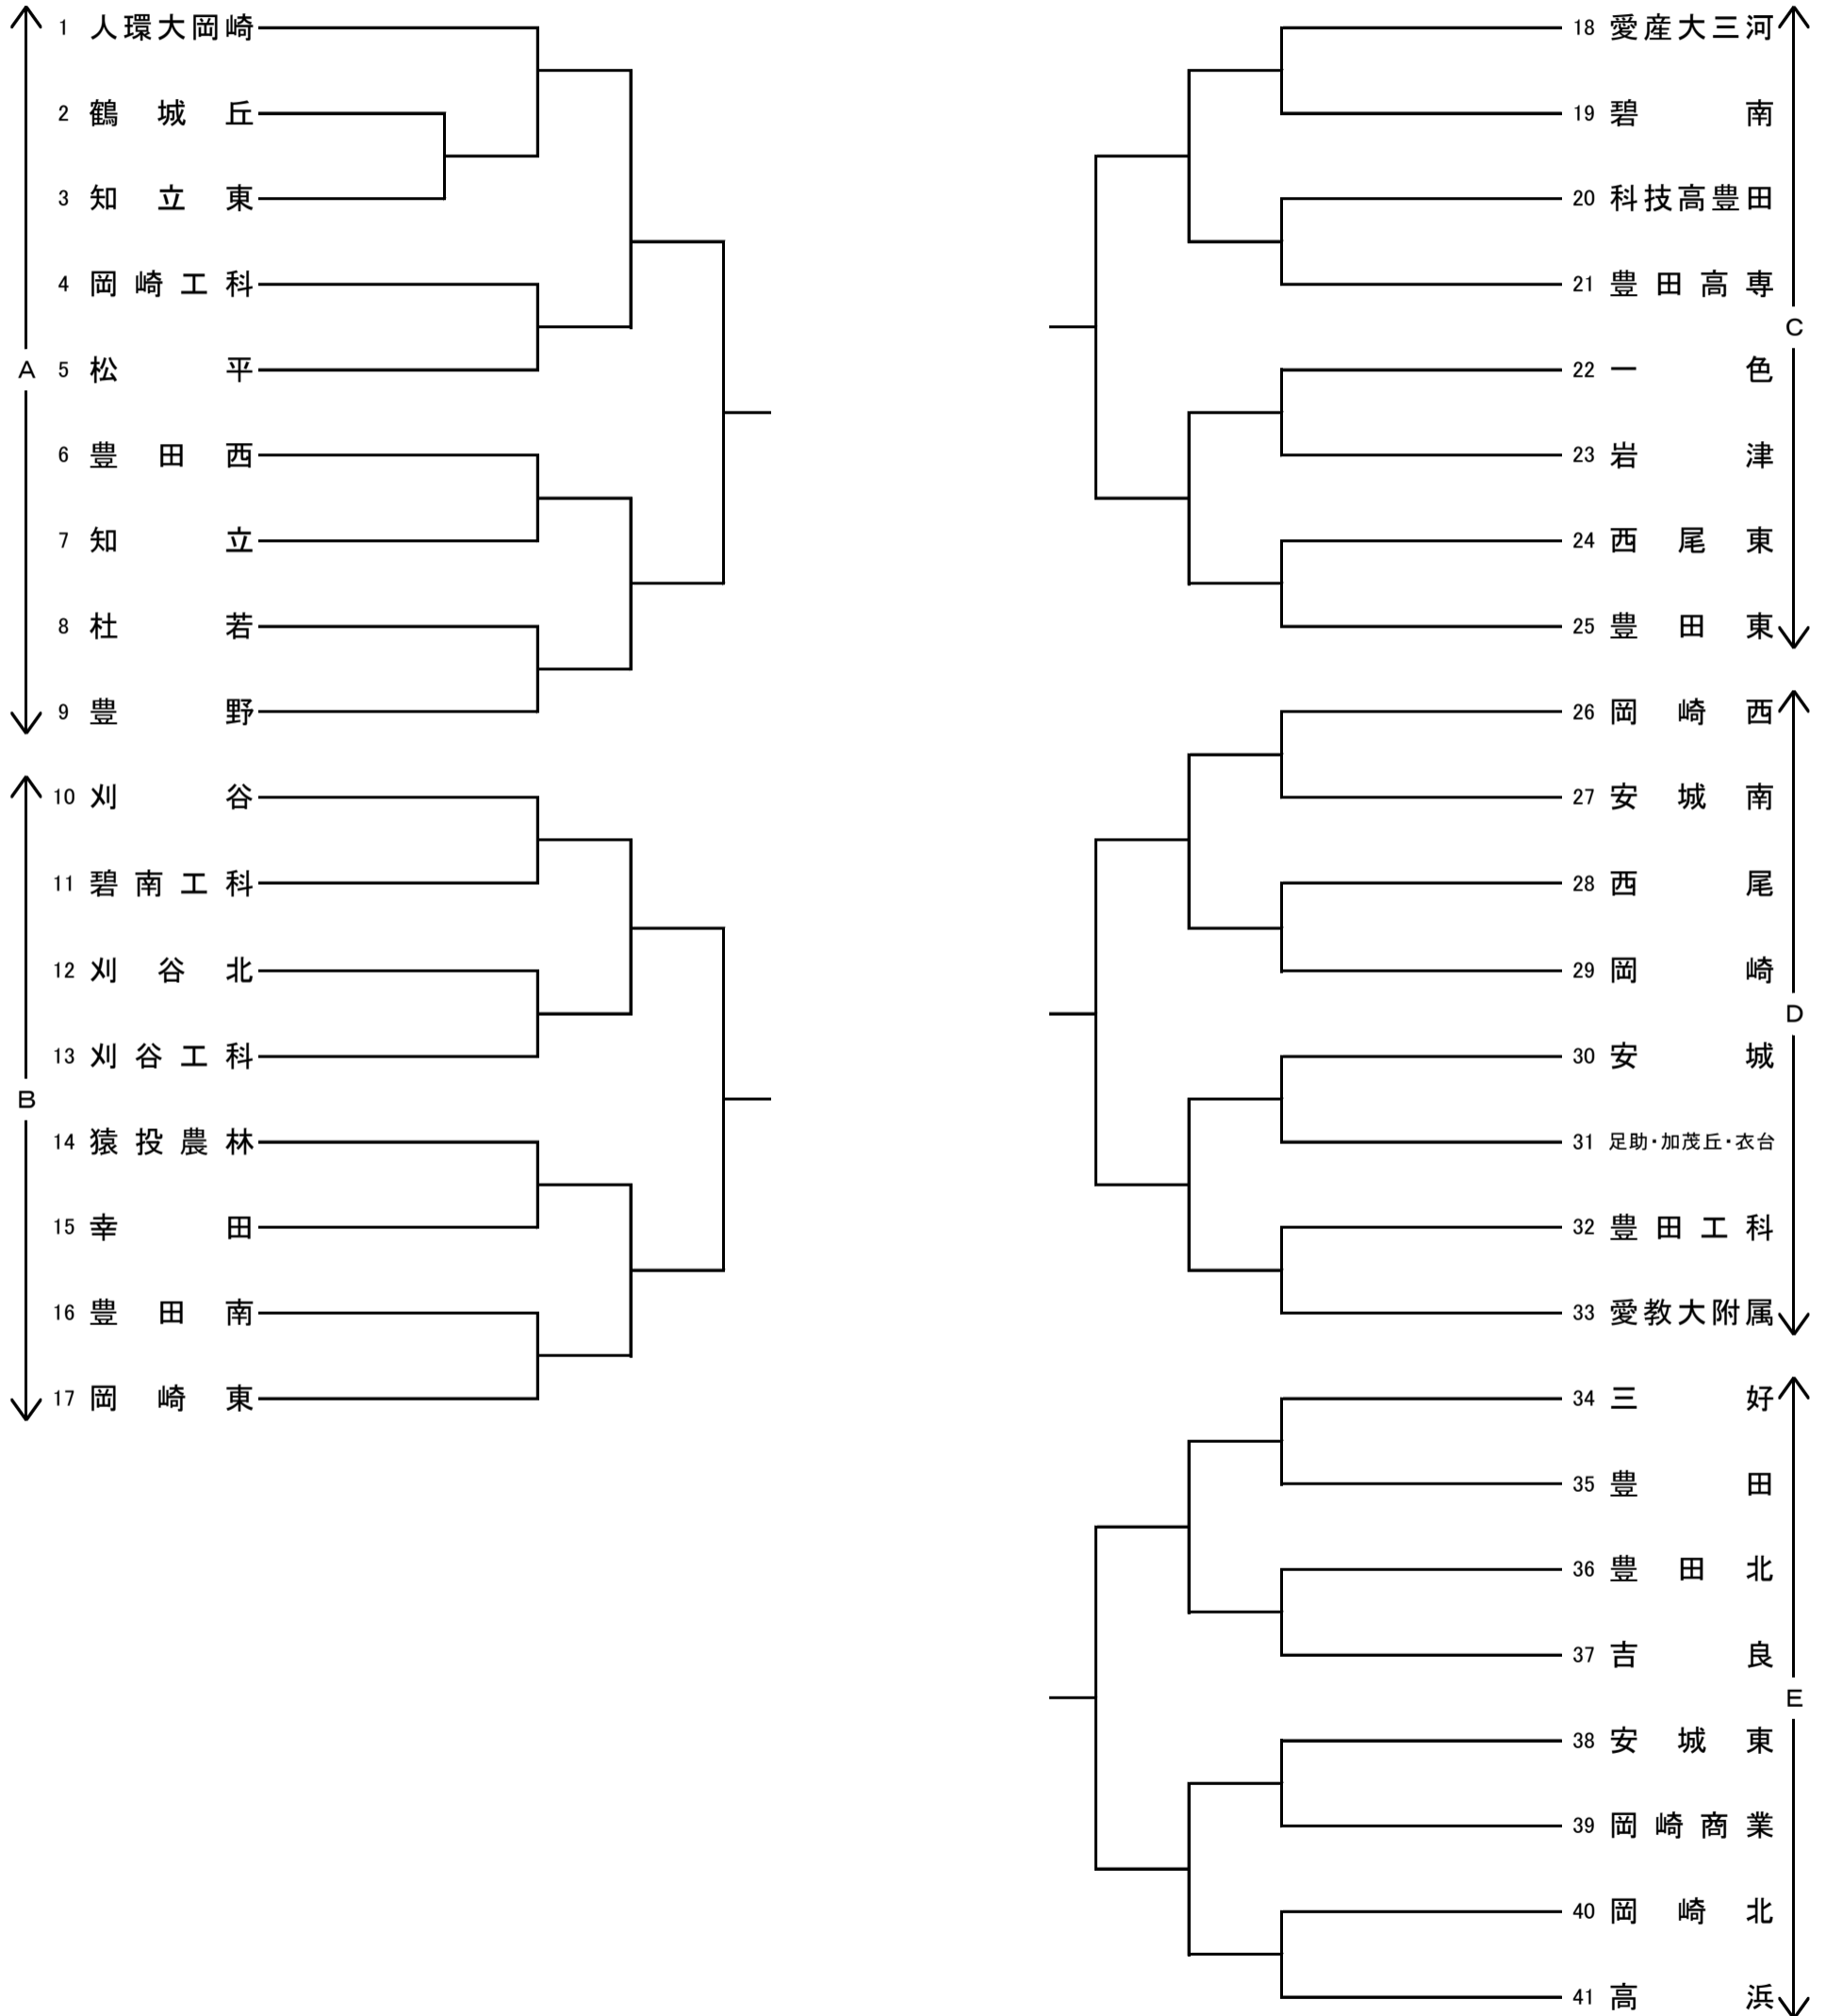 1 人環大岡崎
2 鶴城丘
3 知立東
4 岡崎工科
A
5 松平
6 豊田西
7 知立
8 杜若
9 豊野
10 刈谷
11 碧南工科
12 刈谷北
13 刈谷工科
B
14 猿投農林
15 幸田
16 豊田南
17 岡崎東
18 愛産大三河
19 碧南
20 科技高豊田
21 豊田高専
C
22 一色
23 岩津
24 西尾東
25 豊田東
26 岡崎西
27 安城南
28 西尾
29 岡崎
D
30 安城
31 足助・加茂丘・衣台
32 豊田工科
33 愛教大附属
34 三好
35 豊田
36 豊田北
37 吉良
E
38 安城東
39 岡崎商業
40 岡崎北
41 高浜